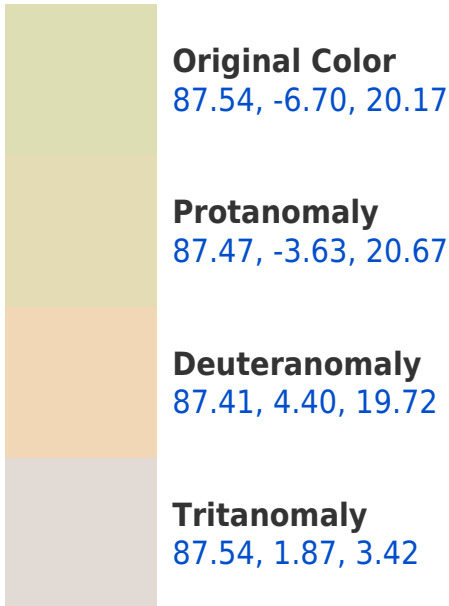 Original Color
87.54, -6.70, 20.17
Protanomaly
87.47, -3.63, 20.67
Deuteranomaly
87.41, 4.40, 19.72
Tritanomaly
87.54, 1.87, 3.42